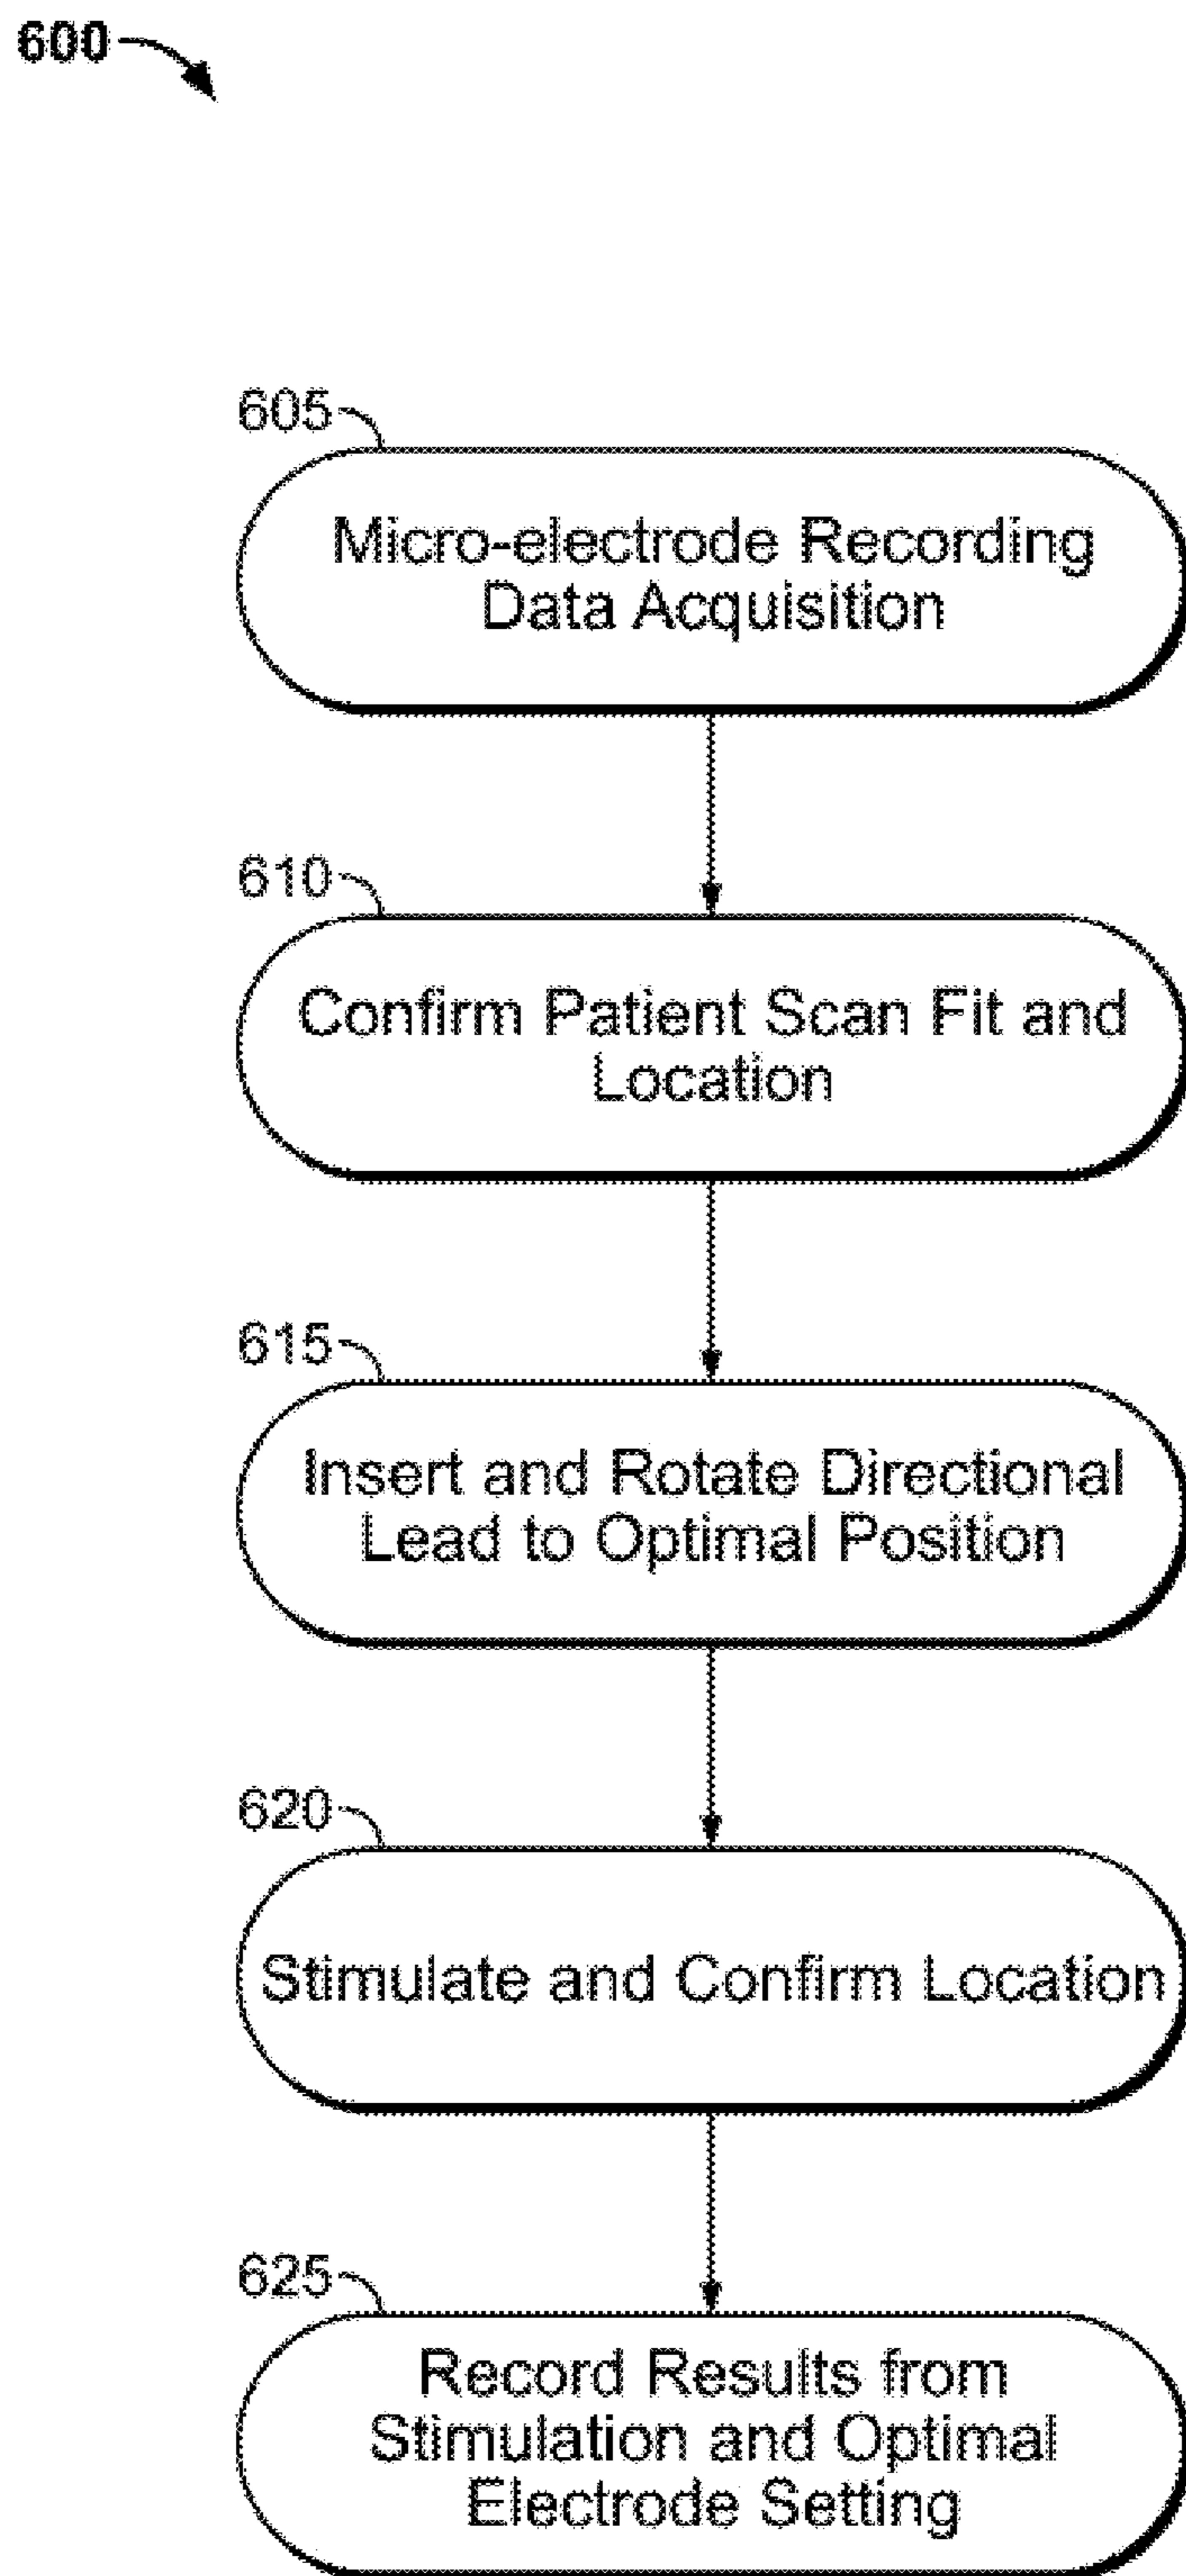 600
605
Micro-electrode Recording
Data Acquisition
610
Confirm Patient Scan Fit and
Location
615
Insert and Rotate Directional
Lead to Optimal Position
620
Stimulate and Confirm Location
625
Record Results from
Stimulation and Optimal
Electrode Setting